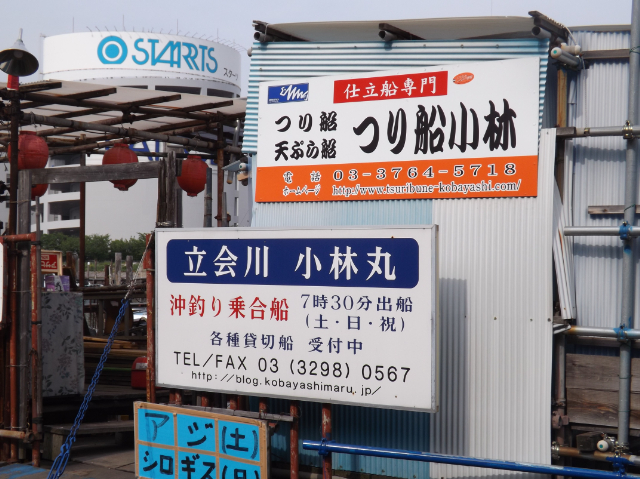 STARTS
スター
仕立船専門
つり船
天ぷら船
つり船小林
電話 03-3764-5718
ホームページ http://www.tsuribune-kobayashi.com/
立会川 小林丸
沖釣り乗合船
7時30分出船
(土・日・祝)
各種貸切船 受付中
TEL/FAX 03 (3298) 0567
http://blog.kobayashimaru.jp/
アジ(土)
シロギス(日)